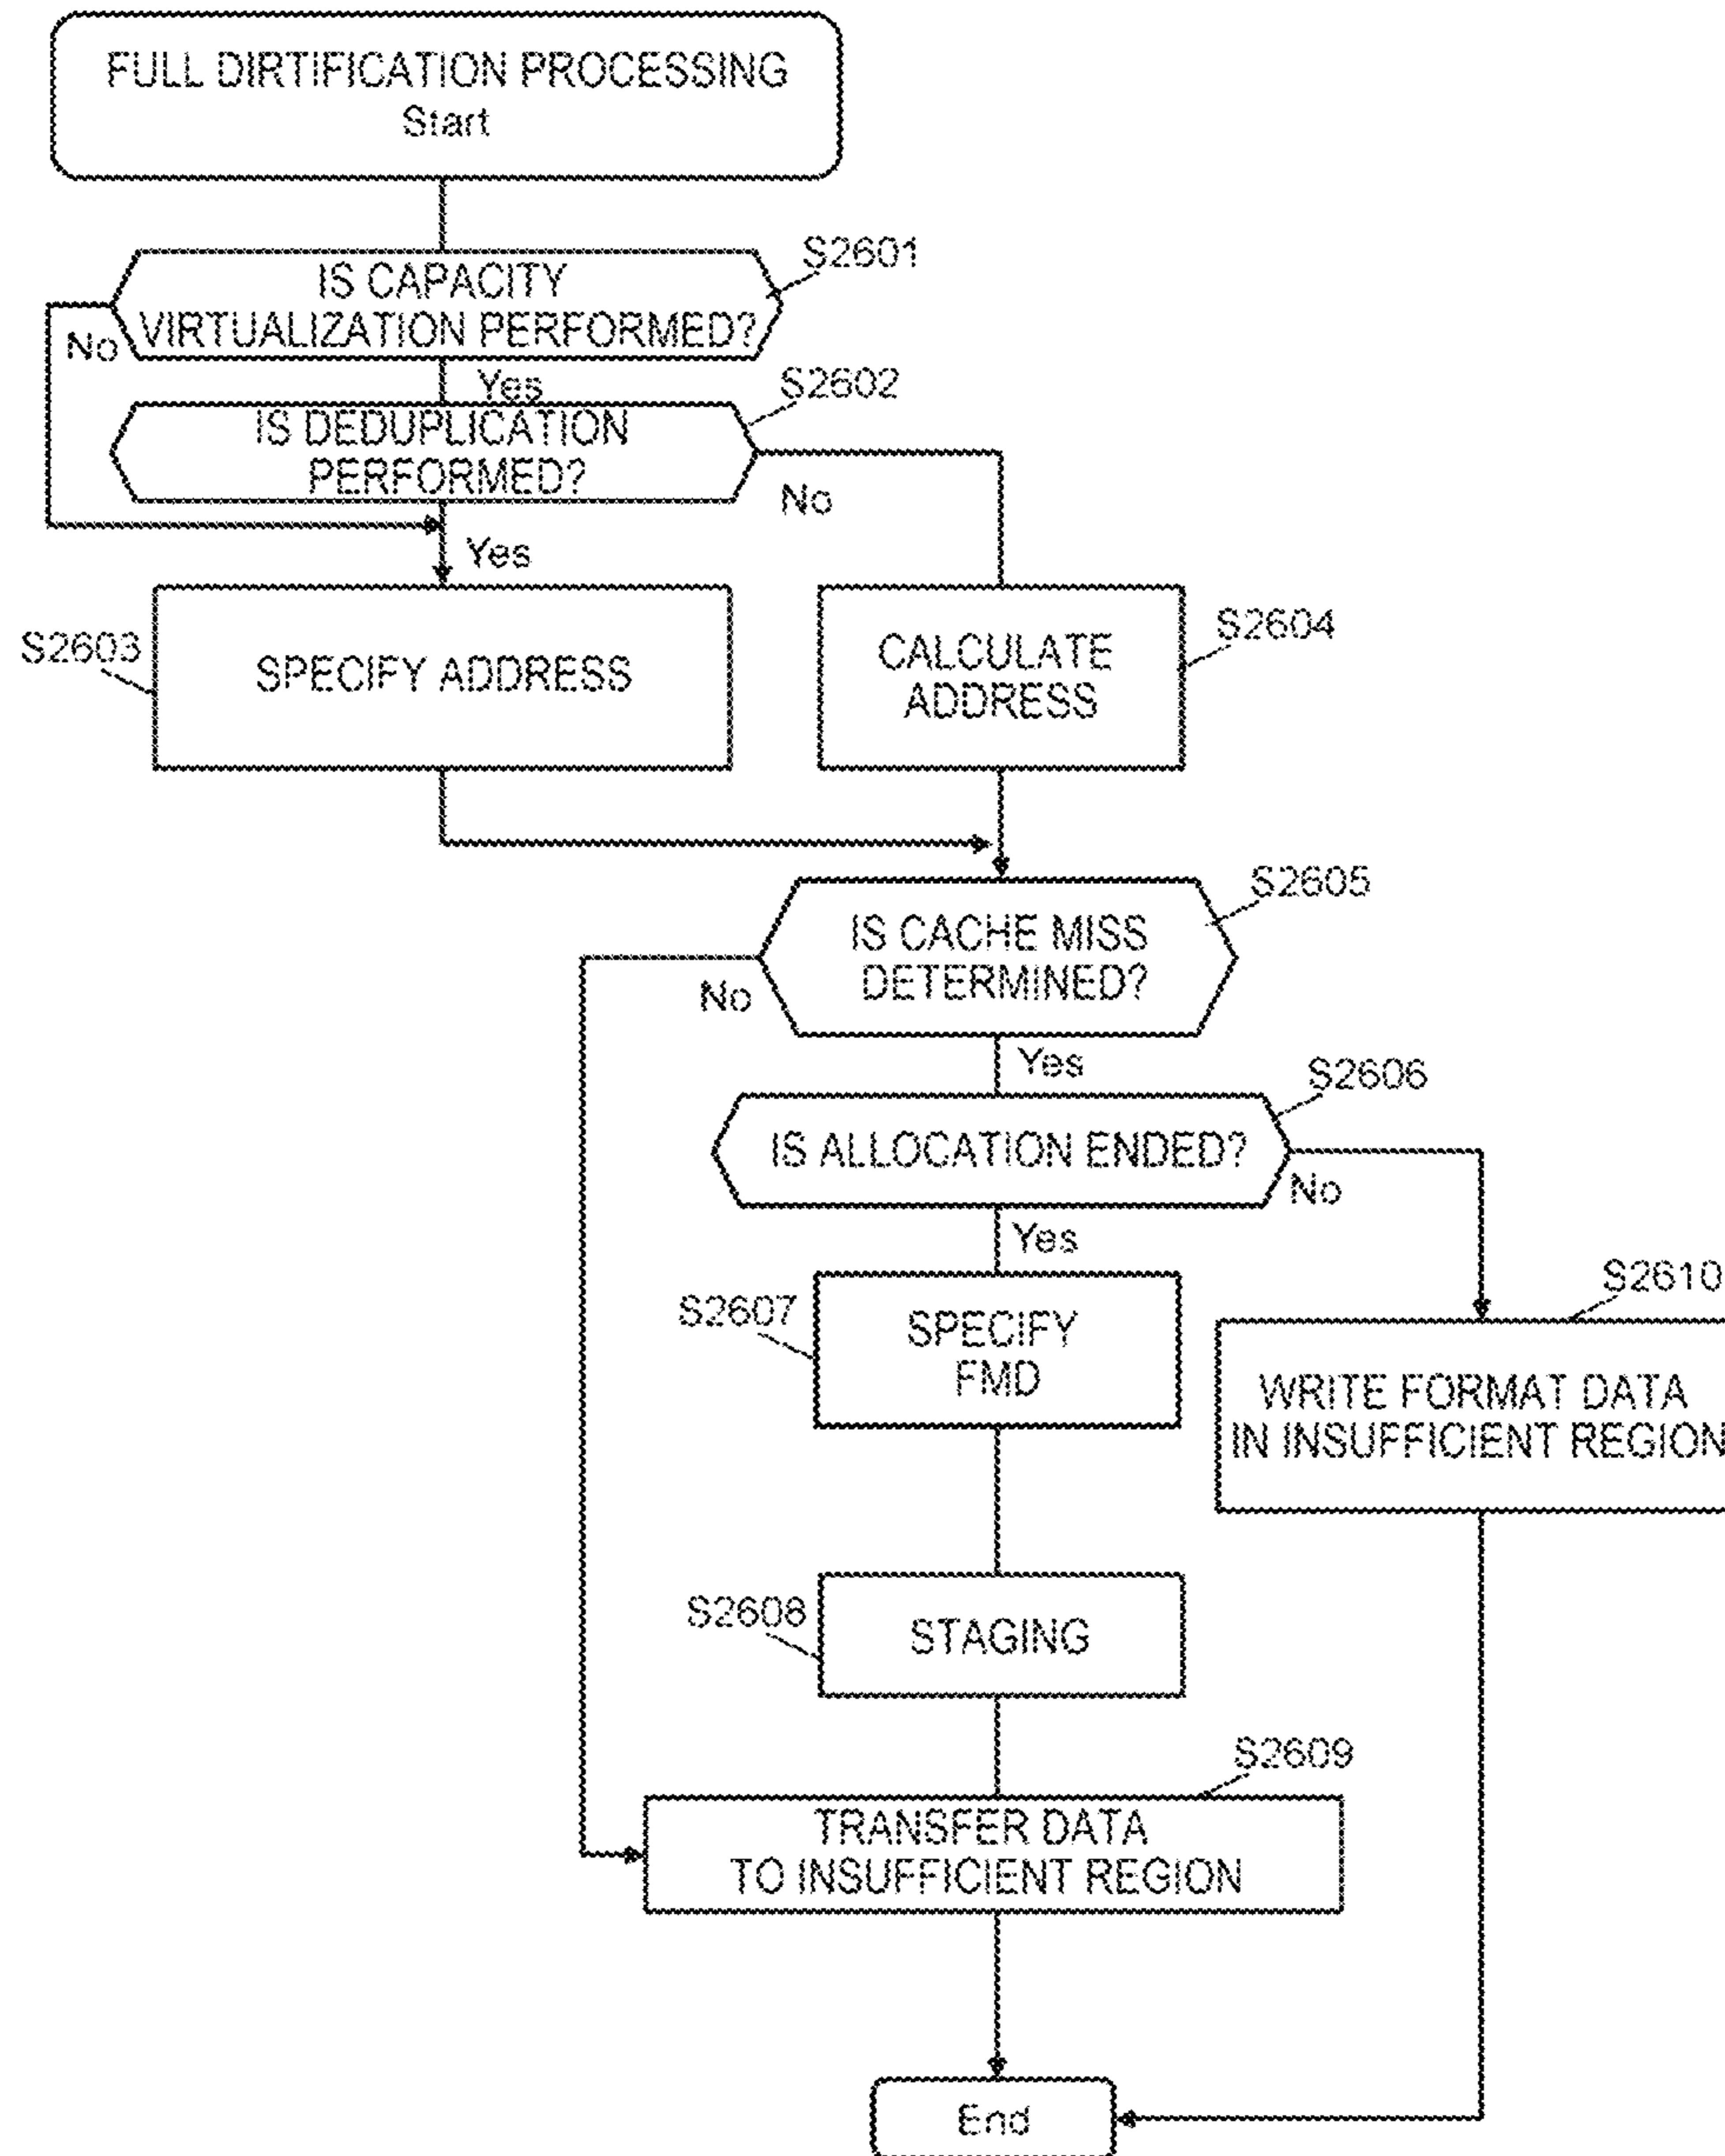 FULL DIRTIFICATION PROCESSING
Start
S2601
IS CAPACITY
VIRTUALIZATION PERFORMED?
No
Yes
S2602
IS DEDUPLICATION
PERFORMED?
No
Yes
S2603
SPECIFY ADDRESS
S2604
CALCULATE
ADDRESS
S2605
IS CACHE MISS
DETERMINED?
No
Yes
S2606
IS ALLOCATION ENDED?
No
Yes
S2607
SPECIFY
FMD
S2610
WRITE FORMAT DATA
IN INSUFFICIENT REGION
S2608
STAGING
S2609
TRANSFER DATA
TO INSUFFICIENT REGION
End